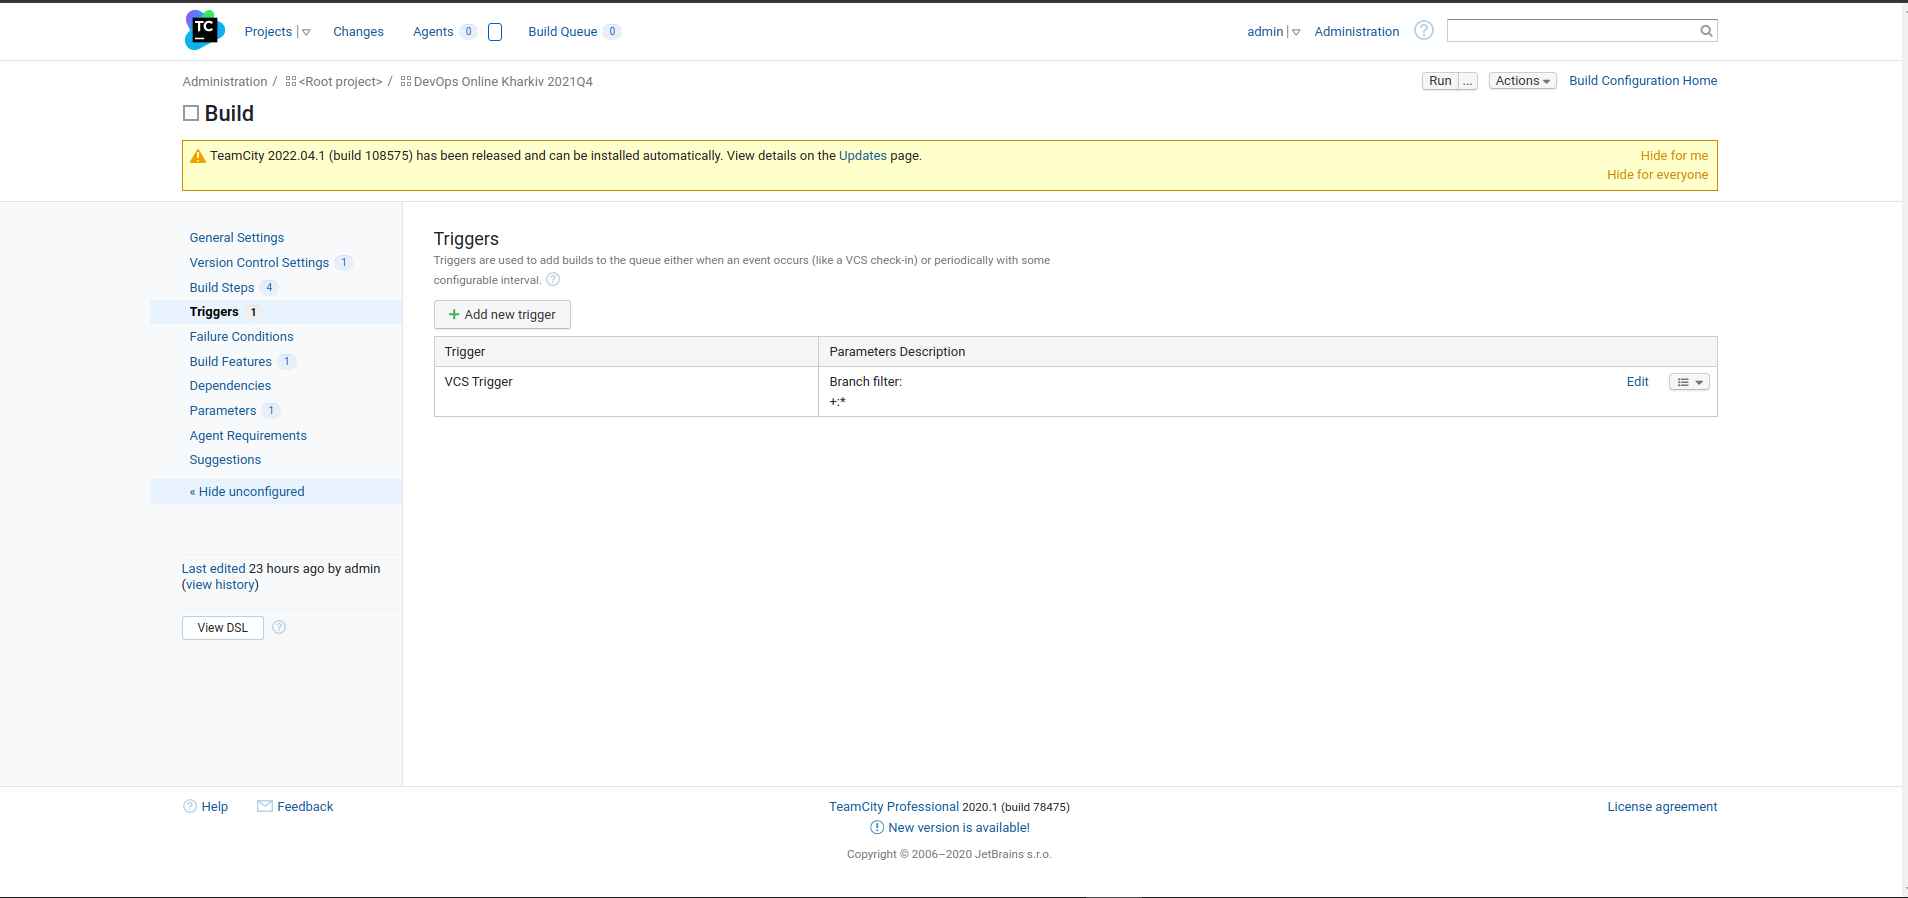 TC
Projects
Changes
Agents 0
Build Queue 0
admin
Administration
Administration / <Root project> / DevOps Online Kharkiv 2021Q4
Run ...
Actions
Build Configuration Home
Build
TeamCity 2022.04.1 (build 108575) has been released and can be installed automatically. View details on the Updates page.
Hide for me
Hide for everyone
General Settings
Version Control Settings 1
Build Steps 4
Triggers 1
Failure Conditions
Build Features 1
Dependencies
Parameters 1
Agent Requirements
Suggestions
« Hide unconfigured
Last edited 23 hours ago by admin
(view history)
View DSL ?
Triggers
Triggers are used to add builds to the queue either when an event occurs (like a VCS check-in) or periodically with some
configurable interval. ?
+ Add new trigger
Trigger
Parameters Description
VCS Trigger
Branch filter:
+:*
Edit
? Help
Feedback
TeamCity Professional 2020.1 (build 78475)
New version is available!
Copyright © 2006–2020 JetBrains s.r.o.
License agreement